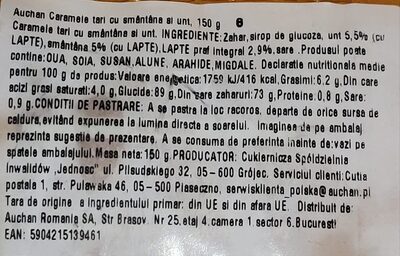 Auchan Caramele tari cu smântâna si unt, 150 g 6
Caramele tari cu smântâna si unt. INGREDIENTE: Zahar, sirop de glucoza, unt 5,5% (cu
LAPTE), smântâna 5% (cu LAPTE), LAPTE praf integral 2,9%, sare. Produsul poate
contine: OUA, SOIA, SUSAN, ALUNE, ARAHIDE, MIGDALE. Declaratie nutritionala medie
pentru 100 g de produs: Valoare energetica: 1759 kJ/416 kcal, Grasimi: 6.2 g, Din care
acizi grasi saturati: 4,0 g, Glucide: 89 g, Din care zaharuri: 73 g, Proteine: 0,8 g, Sare:
0,9 g CONDITII DE PASTRARE: A se pastra la loc racoros, departe de orice sursa de
caldura, evitând expunerea la lumina directa a soarelui. Imaginea de pe ambalaj
reprezinta sugestie de prezentare. A se consuma de preferinta inainte de: vazi pe
spatele ambalajului. Masa neta: 150 g. PRODUCATOR: Cukiernicza Spółdzielnia
Inwalidów „Jedność" ul. Piłsudskiego 32, 05 – 600 Grójec. Serviciul clienti: Cutia
postale 1, str. Puławska 46, 05 – 500 Piaseczno, serwisklienta_polska@auchan.pl
Tara de origine a ingredientului primar: din UE si din afara UE. Distribuit de:
Auchan Romania SA, Str Brasov. Nr 25, etaj 4, camera 1, sector 6, Bucuresti
EAN: 5904215139461